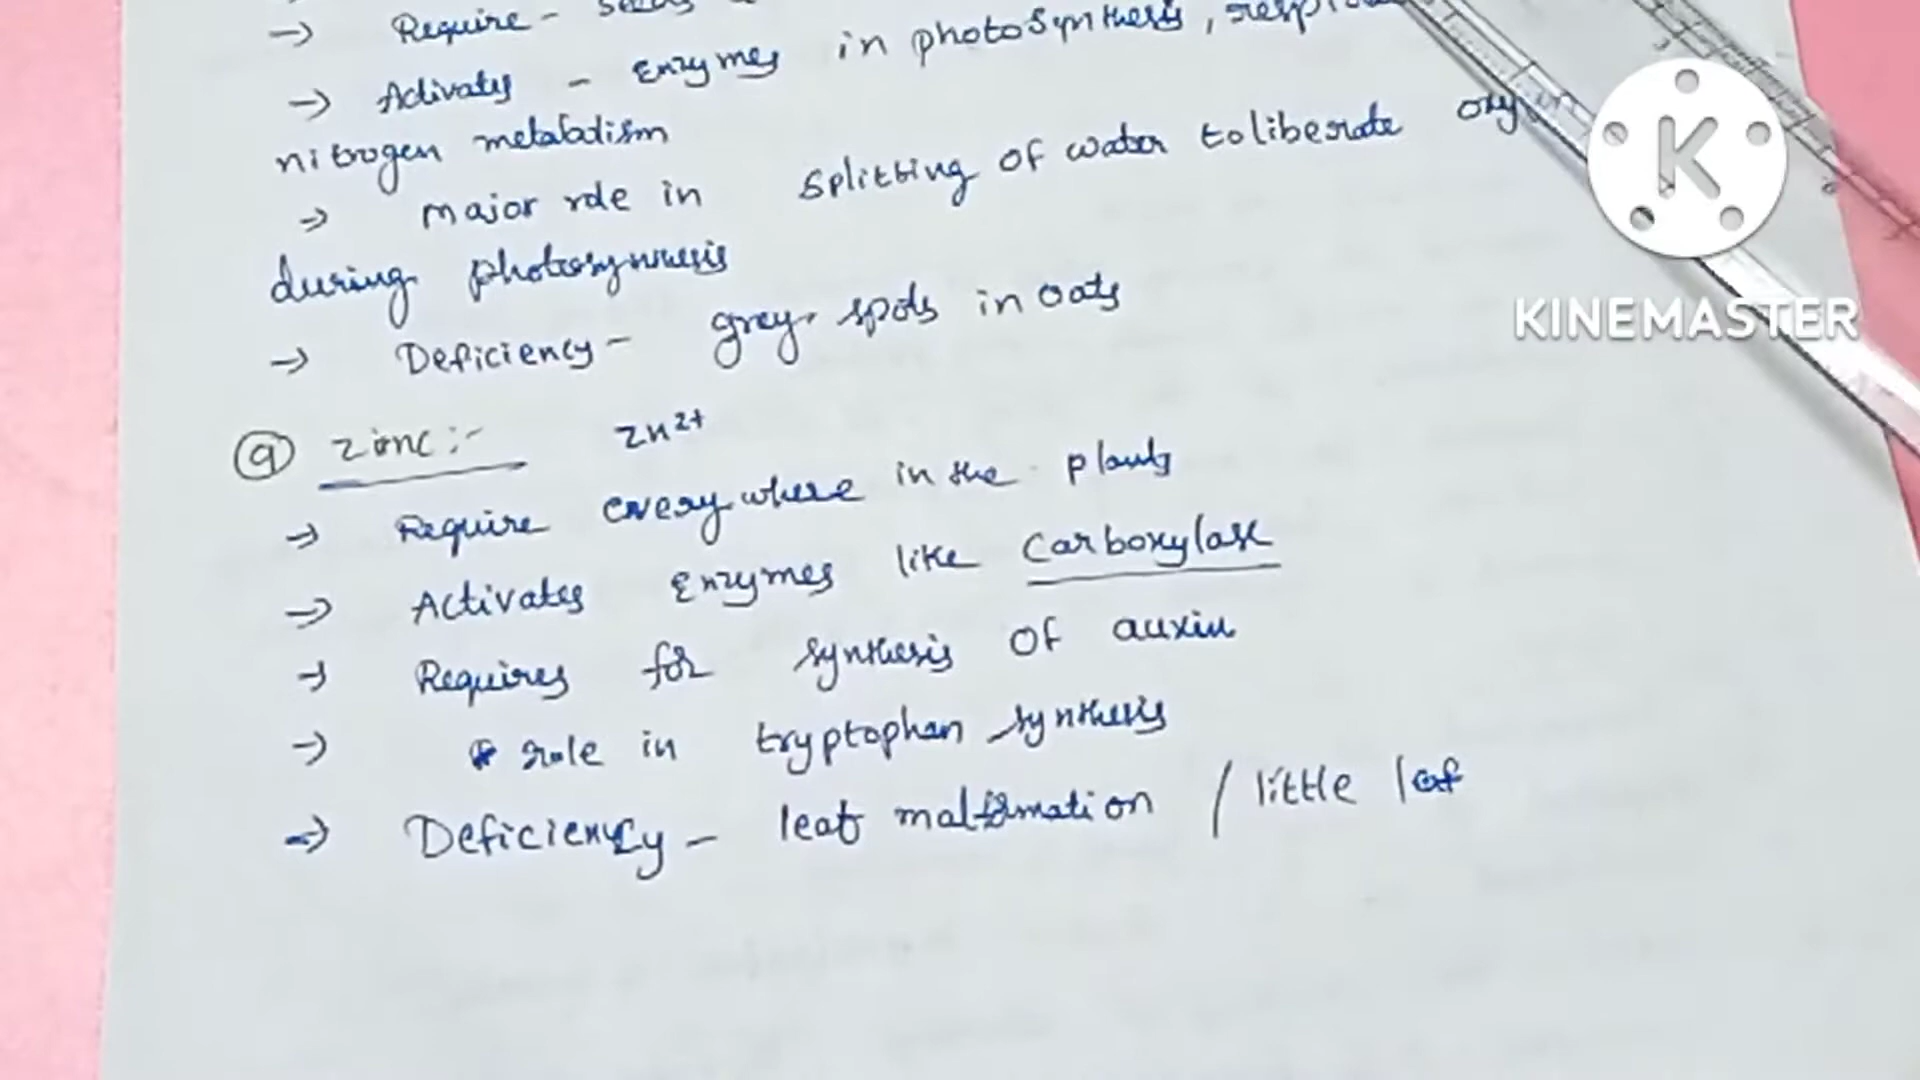 → Require -
→ Activates - Enzymes in photosynthesis,
nitrogen metabolism
→ Major role in splitting of water to liberate
during photosynthesis
→ Deficiency - grey spots in oats
9 Zinc:- Zn2+
→ Require everywhere in the plants
→ Activates Enzymes like Carboxylase
→ Requires for synthesis of auxin
→ role in tryptophan synthesis
→ Deficiency - leaf malformation / little leaf
K
KINEMASTER